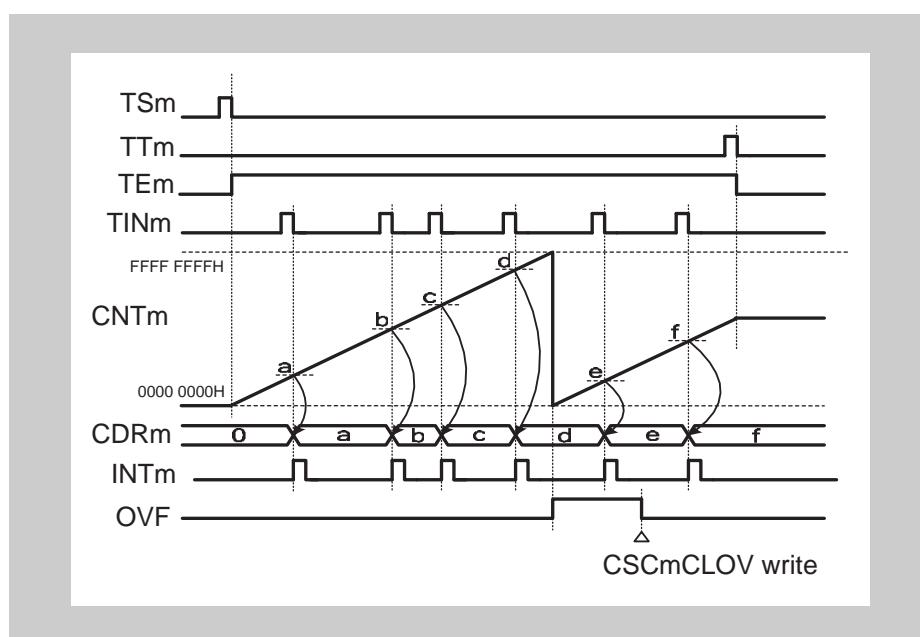 TSm
TTm
TEm
TINm
FFFF FFFFH
CNTm
0000 0000H
a
b
c
d
e
f
CDRm 0 a b c d e f
INTm
OVF
CSCmCLOV write